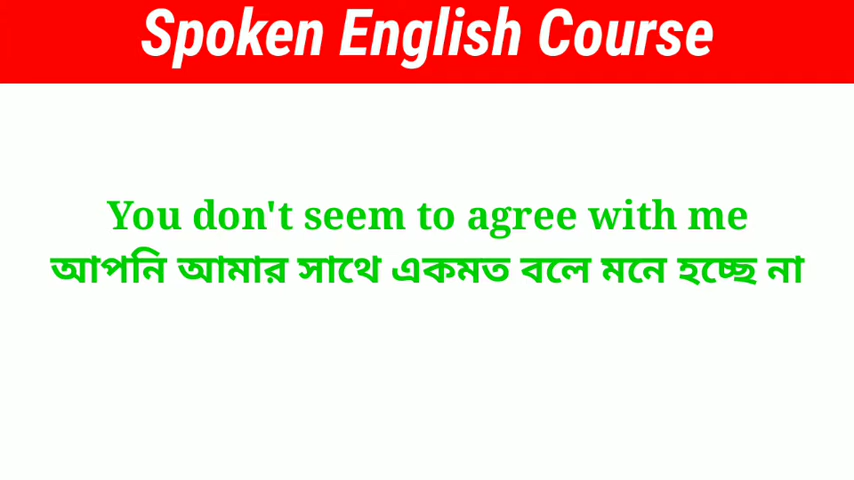 Spoken English Course
You don't seem to agree with me
আপনি আমার সাথে একমত বলে মনে হচ্ছে না